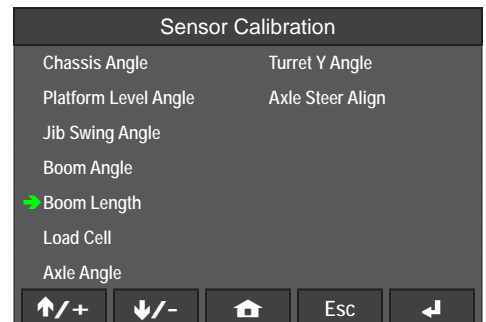 Sensor Calibration
Chassis Angle
Platform Level Angle
Jib Swing Angle
Boom Angle
Boom Length
Load Cell
Axle Angle
Turret Y Angle
Axle Steer Align
↑/+
↓/-
Esc